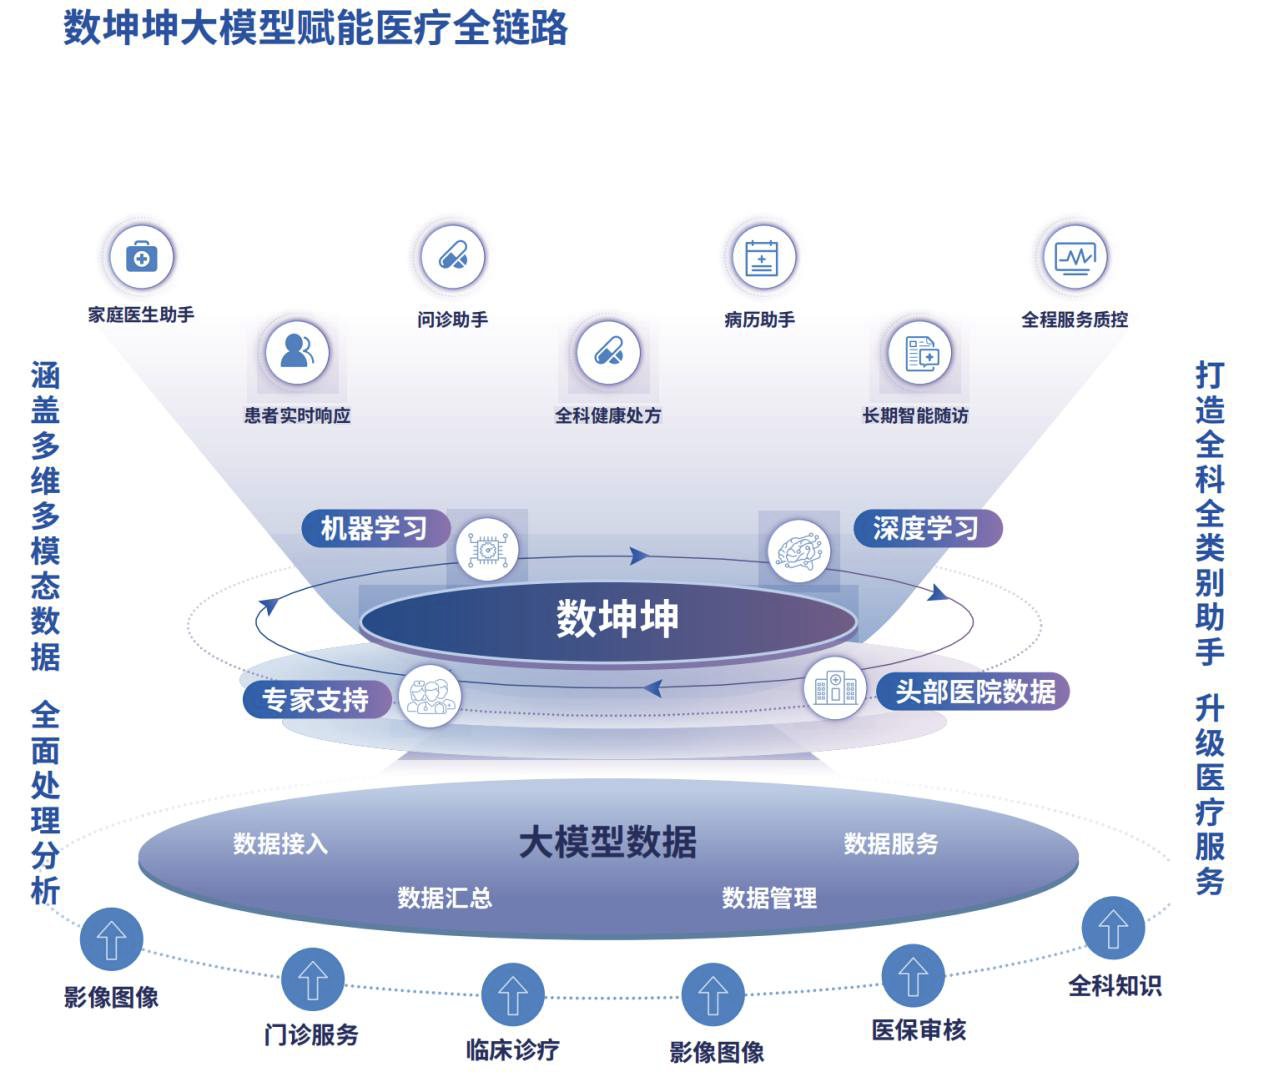 数坤坤大模型赋能医疗全链路
家庭医生助手
问诊助手
病历助手
全程服务质控
患者实时响应
全科健康处方
长期智能随访
涵盖多维多模态数据 全面处理分析
打造全科全类别助手 升级医疗服务
机器学习
深度学习
数坤坤
专家支持
头部医院数据
大模型数据
数据接入
数据服务
数据汇总
数据管理
影像图像
门诊服务
临床诊疗
影像图像
医保审核
全科知识